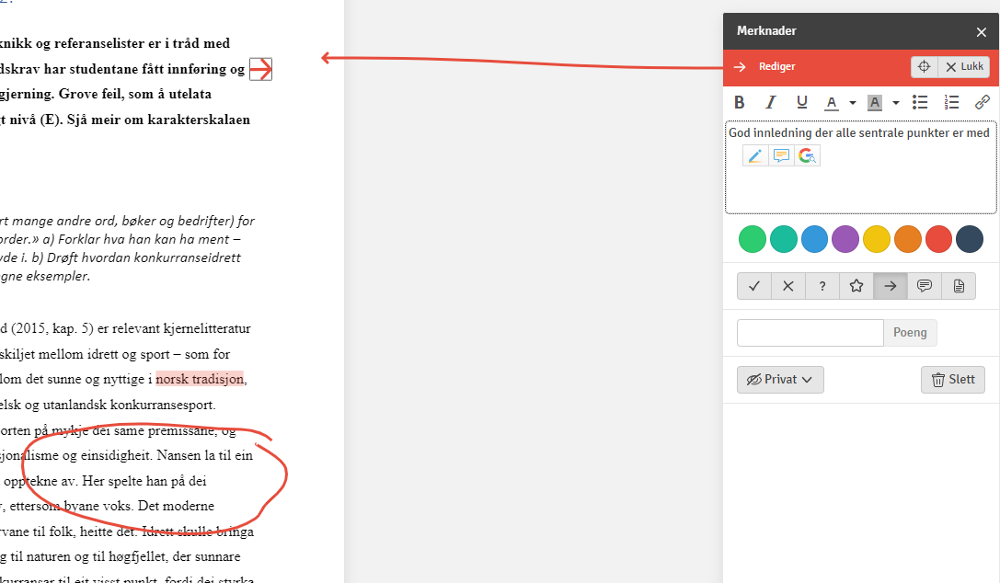 knikk og referanselister er i tråd med
dskrav har studentane fått innføring og
gjerning. Grove feil, som å utelata
t nivå (E). Sjå meir om karakterskalaen
rt mange andre ord, bøker og bedrifter) for
order.» a) Forklar hva han kan ha ment –
yde i. b) Drøft hvordan konkurranseidrett
egne eksempler.
d (2015, kap. 5) er relevant kjernelitteratur
skiljet mellom idrett og sport – som for
lom det sunne og nyttige i norsk tradisjon,
elsk og utanlandsk konkurransesport.
porten på mykje dei same premissane, og
sjonalisme og einsidigheit. Nansen la til ein
opptekne av. Her spelte han på dei
, ettersom byane voks. Det moderne
rvane til folk, heitte det. Idrett skulle bringa
g til naturen og til høgfjellet, der sunnare
nkurransar til eit visst punkt, fordi dei styrka
Merknader
Rediger
Lukk
B I U A A
God innledning der alle sentrale punkter er med
?
Poeng
Privat
Slett